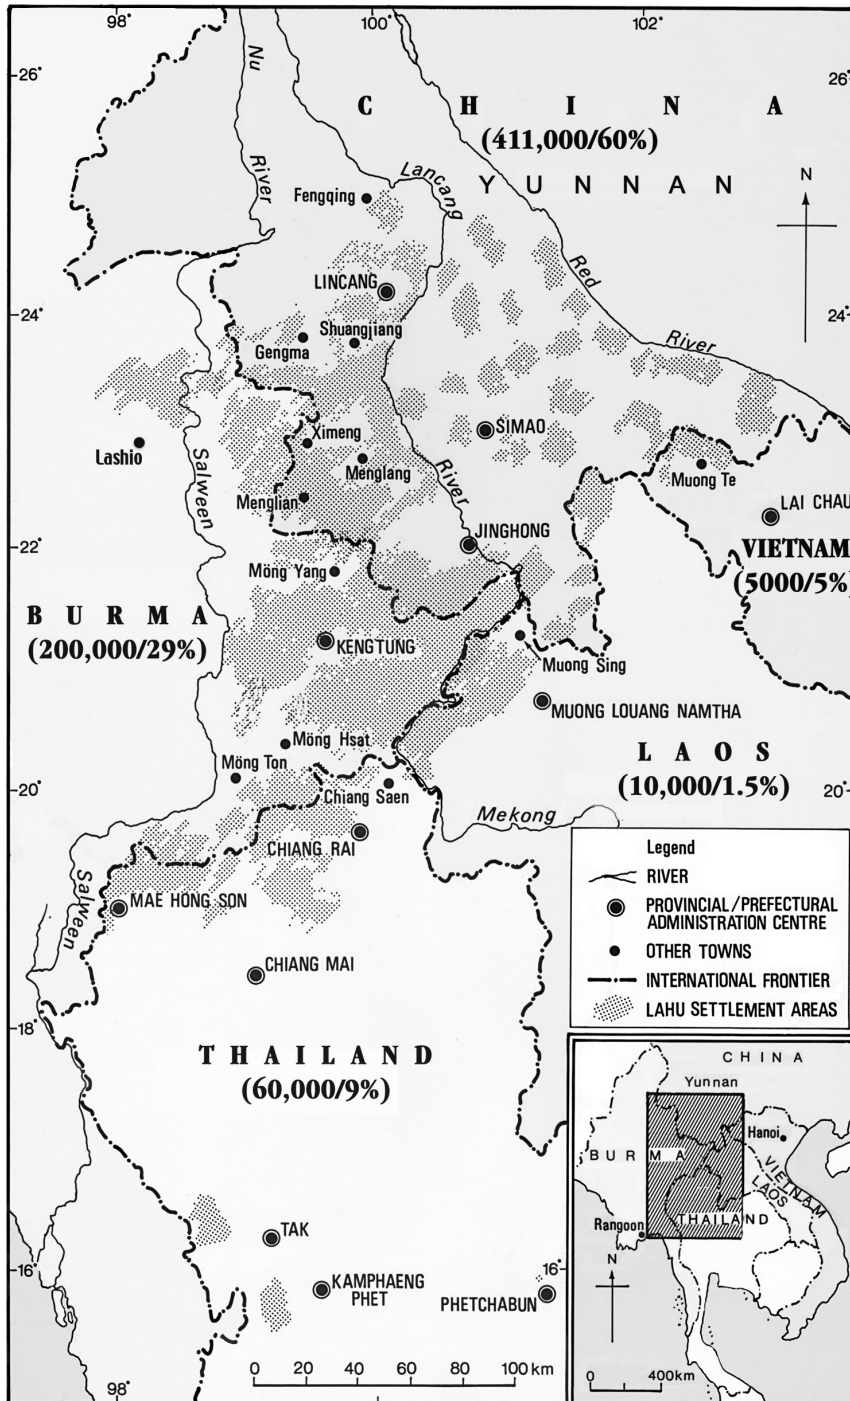 98°
100°
102°
26°
26°
Nu
River
C H I N A
(411,000/60%)
Y U N N A N
Lancang
N
Fengqing
Red
River
LINCANG
24°
24°
Shuangjiang
Gengma
Ximeng
SIMAO
Lashio
Salween
Menglang
River
Muong Te
Menglian
LAI CHAU
JINGHONG
22°
VIETNAM
(5000/5%)
Möng Yang
B U R M A
(200,000/29%)
KENGTUNG
Muong Sing
MUONG LOUANG NAMTHA
Möng Hsat
L A O S
(10,000/1.5%)
Möng Ton
20°
20°
Chiang Saen
Mekong
CHIANG RAI
Salween
MAE HONG SON
CHIANG MAI
18°
T H A I L A N D
(60,000/9%)
TAK
16°
16°
KAMPHAENG
PHET
PHETCHABUN
0 20 40 60 80 100 km
98°
Legend
RIVER
PROVINCIAL/PREFECTURAL
ADMINISTRATION CENTRE
OTHER TOWNS
INTERNATIONAL FRONTIER
LAHU SETTLEMENT AREAS
CHINA
Yunnan
Hanoi
BURMA
VIETNAM
LAOS
THAILAND
Rangoon
N
0 400km